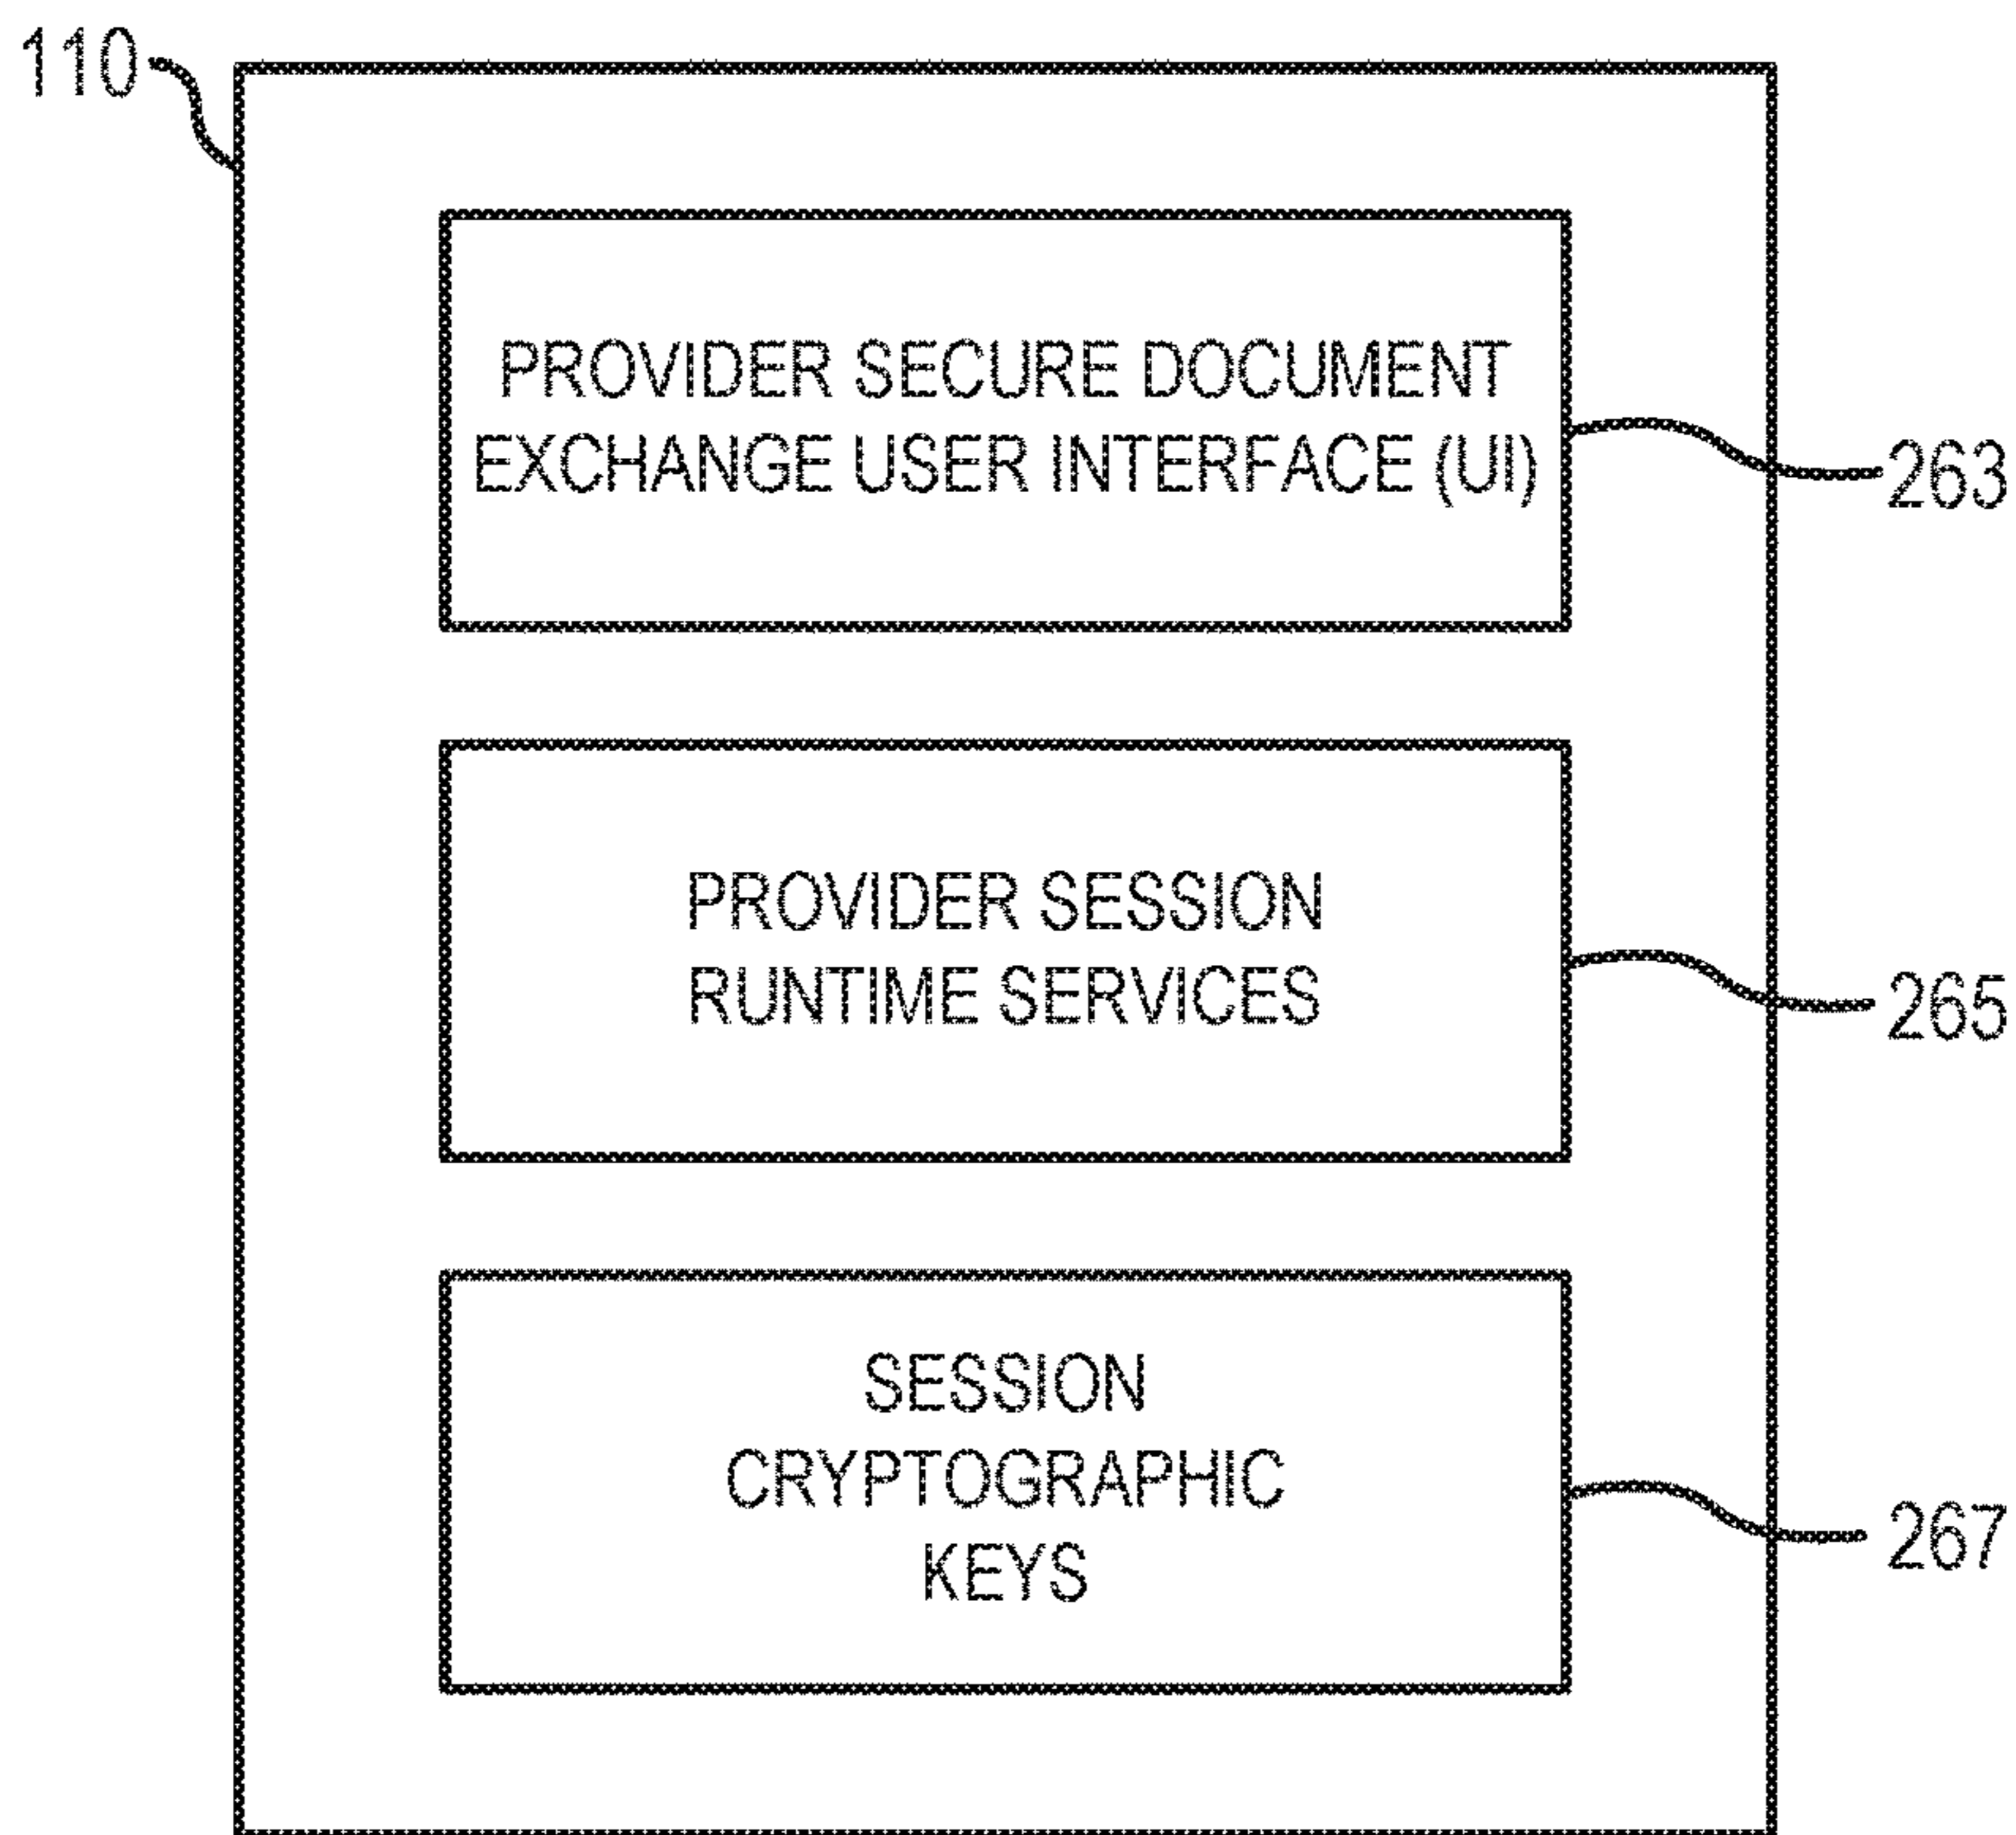 110
PROVIDER SECURE DOCUMENT
EXCHANGE USER INTERFACE (UI)
263
PROVIDER SESSION
RUNTIME SERVICES
265
SESSION
CRYPTOGRAPHIC
KEYS
267